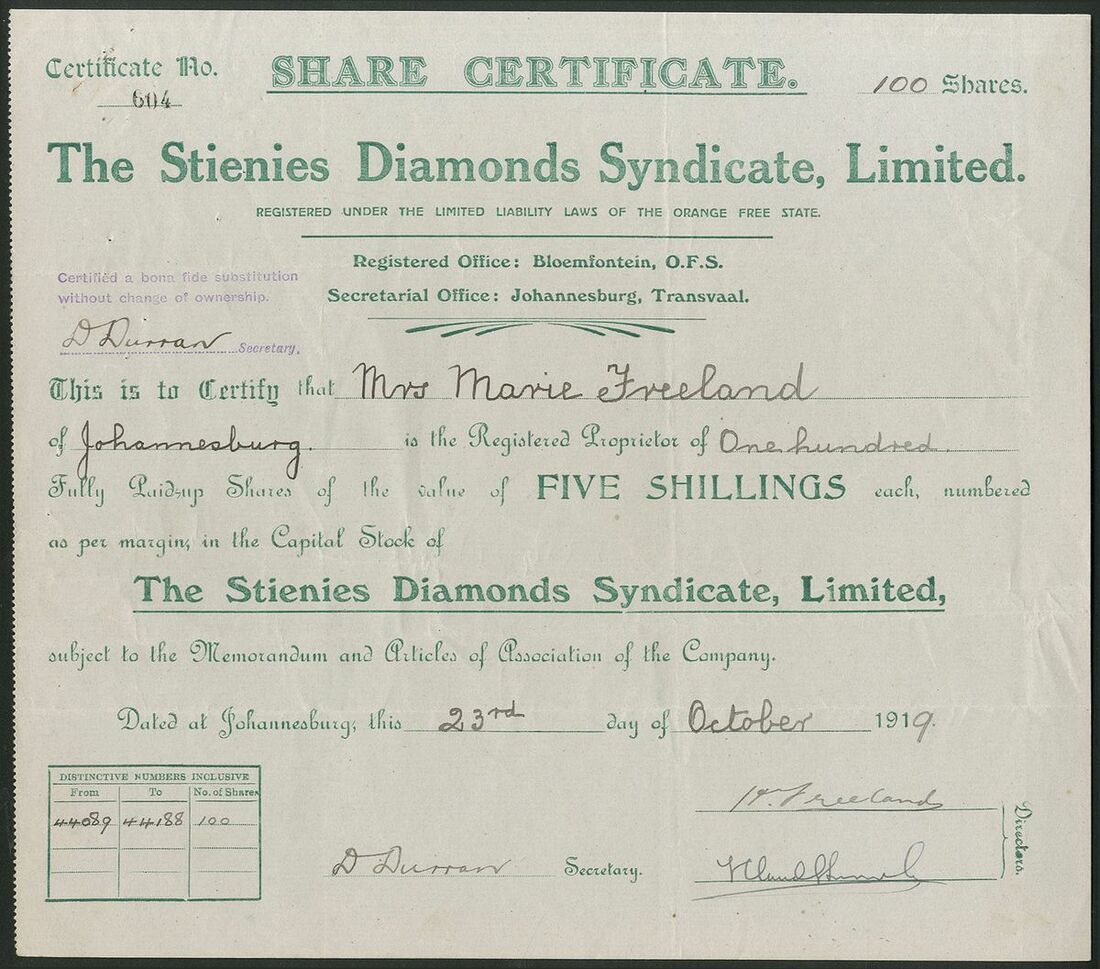 Certificate No. SHARE CERTIFICATE. 100 Shares.
604
The Stienies Diamonds Syndicate, Limited.
REGISTERED UNDER THE LIMITED LIABILITY LAWS OF THE ORANGE FREE STATE.
Registered Office: Bloemfontein, O.F.S.
Secretarial Office: Johannesburg, Transvaal.
Certified a bona fide substitution
without change of ownership.
D Durran Secretary.
This is to Certify that Mrs Marie Freeland
of Johannesburg. is the Registered Proprietor of One hundred
Fully Paid-up Shares of the value of FIVE SHILLINGS each, numbered
as per margin, in the Capital Stock of
The Stienies Diamonds Syndicate, Limited,
subject to the Memorandum and Articles of Association of the Company.
Dated at Johannesburg, this 23rd day of October 1919.
DISTINCTIVE NUMBERS INCLUSIVE
From To No. of Shares
44089 44188 100
Freeland
Directors.
D Durran Secretary.